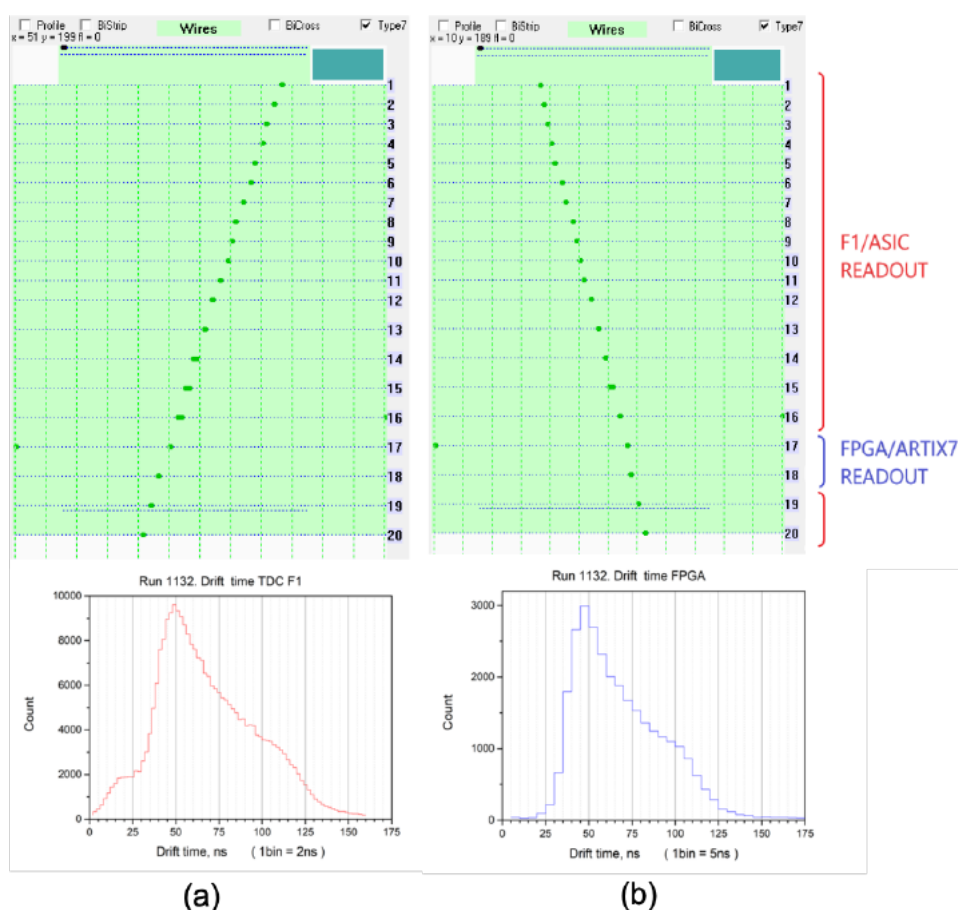 Profile BiStrip Wires BiCross Type7
x = 51 y = 199 fl = 0
1
2
3
4
5
6
7
8
9
10
11
12
13
14
15
16
17
18
19
20
Profile BiStrip Wires BiCross Type7
x = 10 y = 189 fl = 0
1
2
3
4
5
6
7
8
9
10
11
12
13
14
15
16
17
18
19
20
F1/ASIC
READOUT
FPGA/ARTIX7
READOUT
Run 1132. Drift time TDC F1
Count
10000
8000
6000
4000
2000
0
0 25 50 75 100 125 150 175
Drift time, ns ( 1bin = 2ns )
(a)
Run 1132. Drift time FPGA
Count
3000
2000
1000
0
0 25 50 75 100 125 150 175
Drift time, ns ( 1bin = 5ns )
(b)